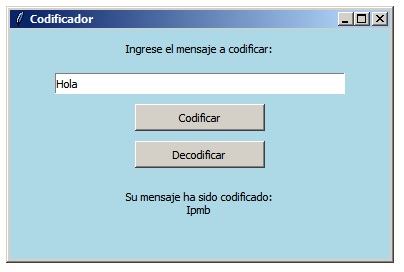 Codificador
Ingrese el mensaje a codificar:
Hola
Codificar
Decodificar
Su mensaje ha sido codificado:
Ipmb